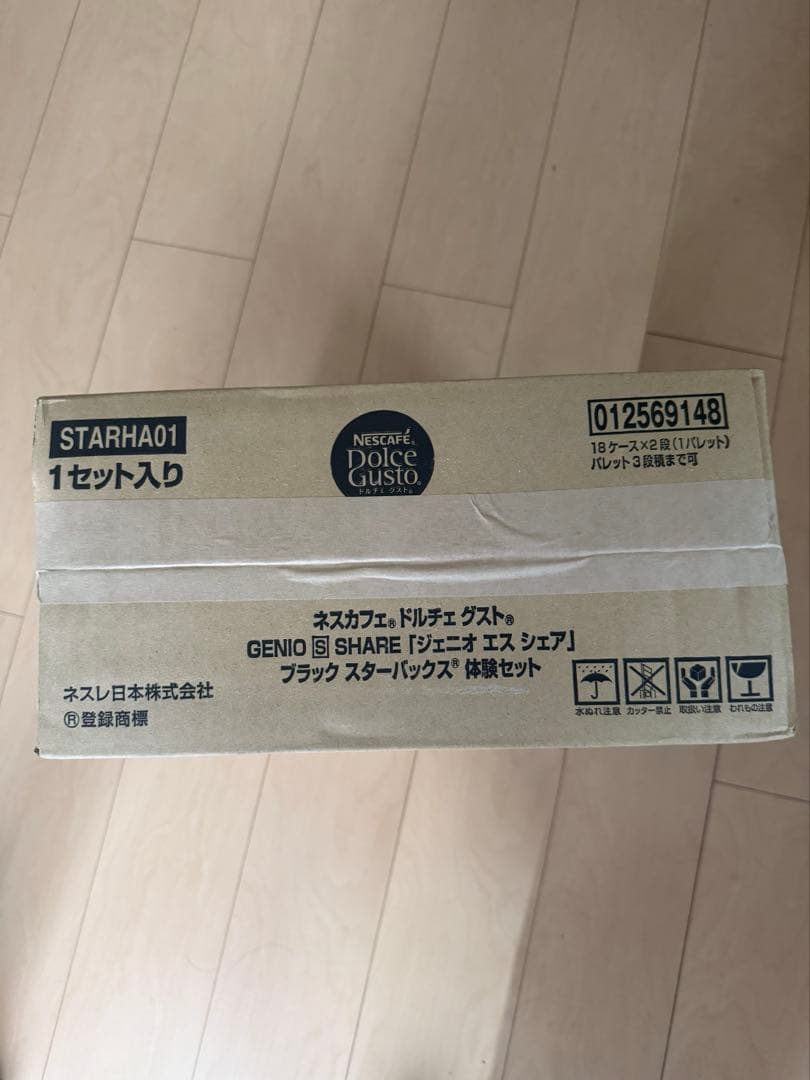 STARHA01
1セット入り
NESCAFÉ®
Dolce
Gusto®
ドルチェ グスト®
012569148
18ケース×2段(1パレット)
パレット3段積まで可
ネスカフェ® ドルチェ グスト®
GENIO S SHARE「ジェニオ エス シェア」
ブラック スターバックス® 体験セット
ネスレ日本株式会社
Ⓡ登録商標
水ぬれ注意 カッター禁止 取扱い注意 われもの注意